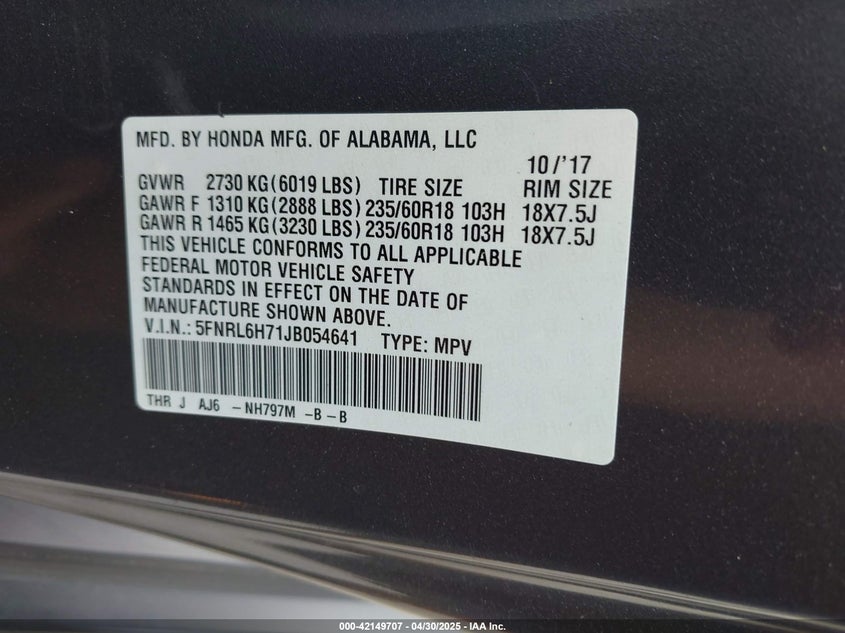 MFD. BY HONDA MFG. OF ALABAMA, LLC
10/'17
GVWR 2730 KG(6019 LBS) TIRE SIZE RIM SIZE
GAWR F 1310 KG(2888 LBS) 235/60R18 103H 18X7.5J
GAWR R 1465 KG(3230 LBS) 235/60R18 103H 18X7.5J
THIS VEHICLE CONFORMS TO ALL APPLICABLE
FEDERAL MOTOR VEHICLE SAFETY
STANDARDS IN EFFECT ON THE DATE OF
MANUFACTURE SHOWN ABOVE.
V.I.N.: 5FNRL6H71JB054641 TYPE: MPV
THR J AJ6 -NH797M -B-B
000-42149707 - 04/30/2025 - IAA Inc.